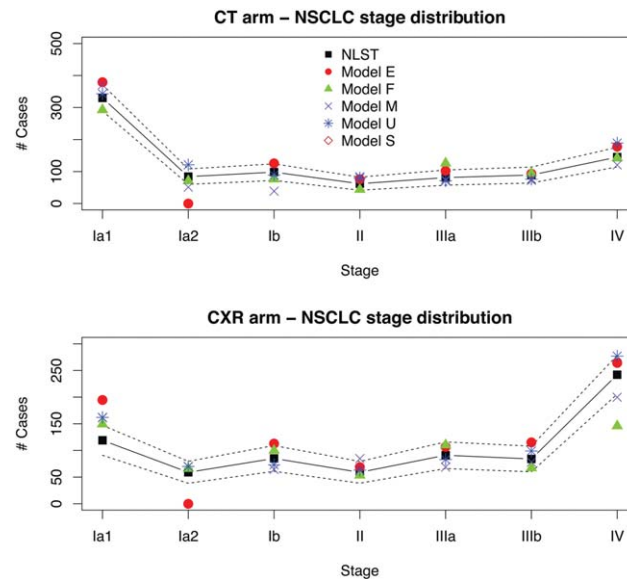 CT arm – NSCLC stage distribution
500
300
100
0
# Cases
NLST
Model E
Model F
Model M
Model U
Model S
Ia1 Ia2 Ib II IIIa IIIb IV
Stage
CXR arm – NSCLC stage distribution
250
150
50
0
# Cases
Ia1 Ia2 Ib II IIIa IIIb IV
Stage